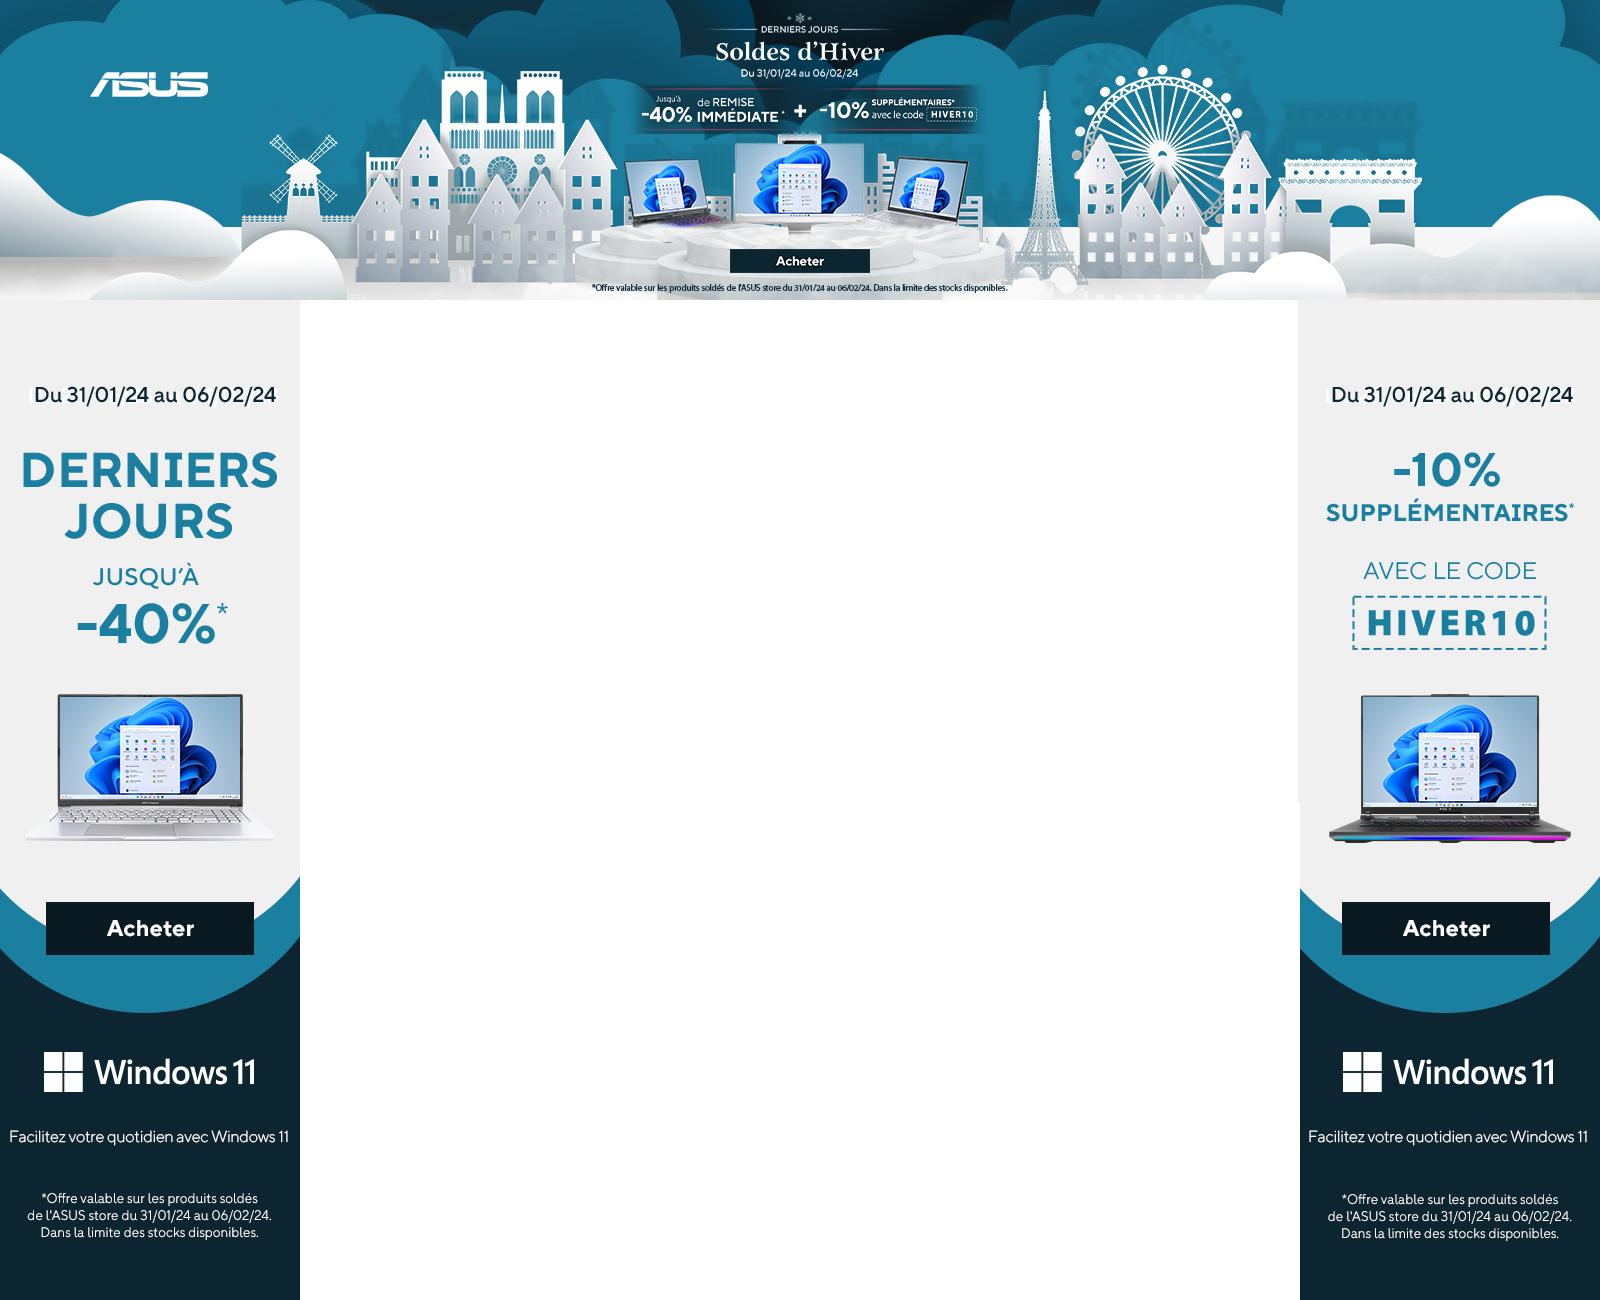 ASUS
DERNIERS JOURS
Soldes d'Hiver
Du 31/01/24 au 06/02/24
Jusqu'à
-40% de REMISE IMMÉDIATE* + -10% SUPPLÉMENTAIRES* avec le code HIVER10
Acheter
*Offre valable sur les produits soldés de l'ASUS store du 31/01/24 au 06/02/24. Dans la limite des stocks disponibles.
Du 31/01/24 au 06/02/24
DERNIERS
JOURS
JUSQU'À
-40%*
Acheter
Windows 11
Facilitez votre quotidien avec Windows 11
*Offre valable sur les produits soldés
de l'ASUS store du 31/01/24 au 06/02/24.
Dans la limite des stocks disponibles.
Du 31/01/24 au 06/02/24
-10%
SUPPLÉMENTAIRES*
AVEC LE CODE
HIVER10
Acheter
Windows 11
Facilitez votre quotidien avec Windows 11
*Offre valable sur les produits soldés
de l'ASUS store du 31/01/24 au 06/02/24.
Dans la limite des stocks disponibles.